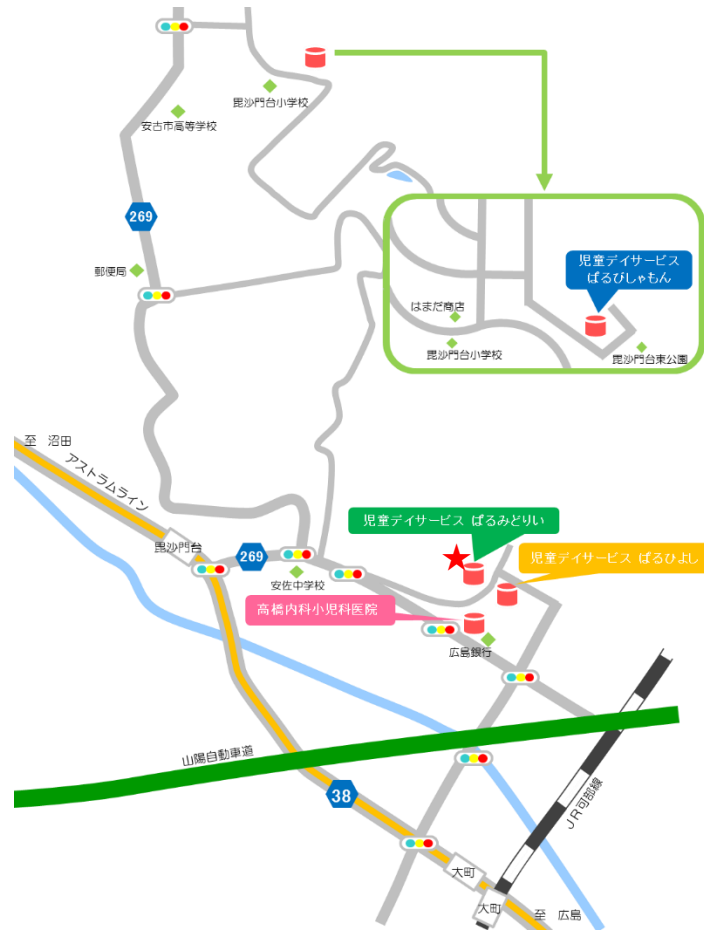 毘沙門台小学校
安古市高等学校
269
郵便局
児童デイサービス
ぱるびしゃもん
はまだ商店
毘沙門台小学校
毘沙門台東公園
至　沼田
アストラムライン
毘沙門台
269
安佐中学校
児童デイサービス ぱるみどりい
児童デイサービス ぱるひよし
高橋内科小児科医院
広島銀行
山陽自動車道
38
JR可部線
大町
大町
至　広島